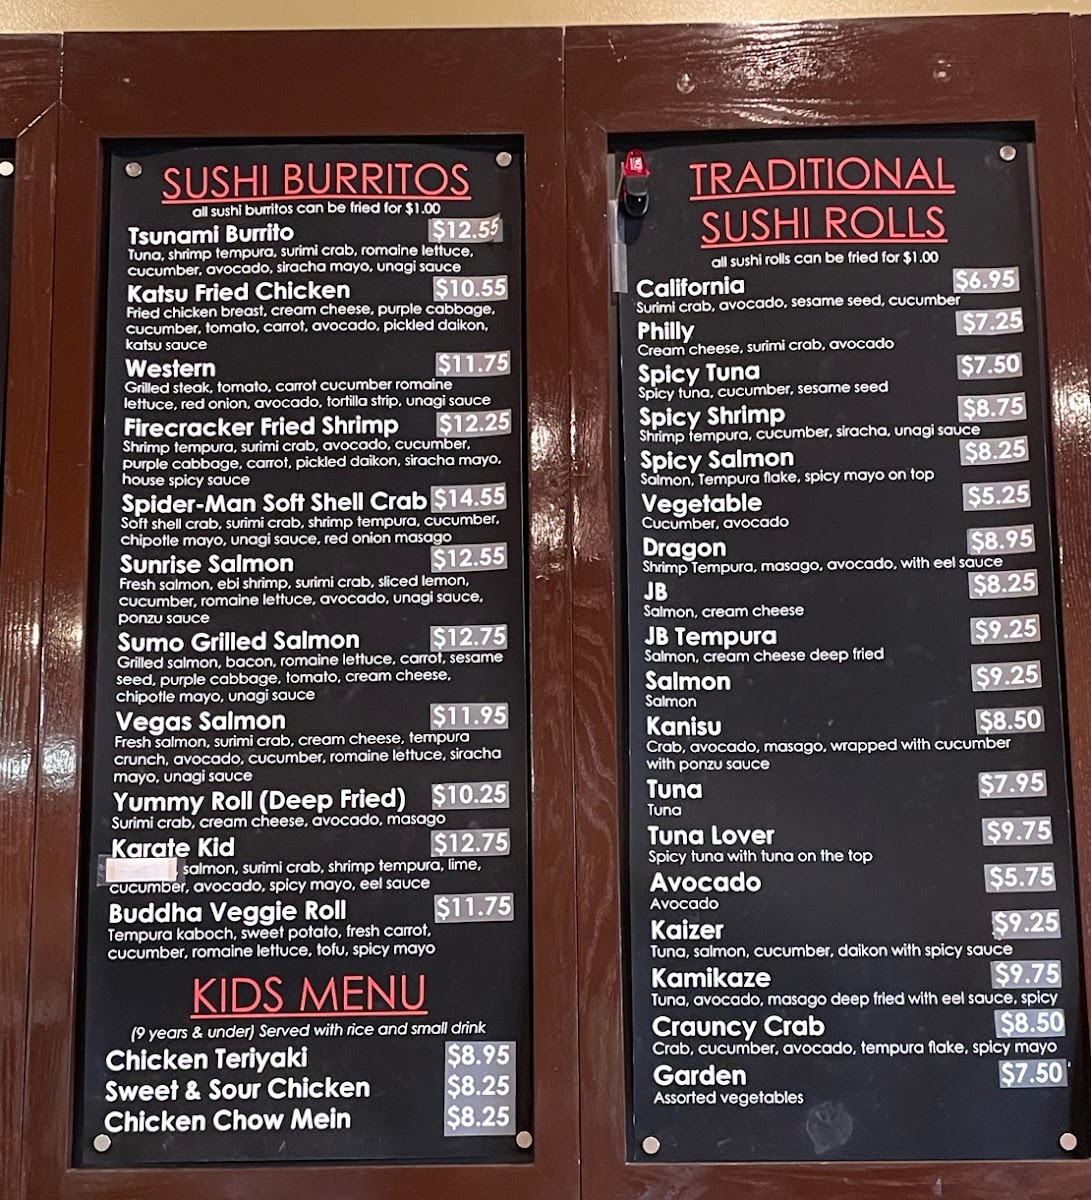 SUSHI BURRITOS
all sushi burritos can be fried for $1.00
Tsunami Burrito $12.55
Tuna, shrimp tempura, surimi crab, romaine lettuce,
cucumber, avocado, siracha mayo, unagi sauce
Katsu Fried Chicken $10.55
Fried chicken breast, cream cheese, purple cabbage,
cucumber, tomato, carrot, avocado, pickled daikon,
katsu sauce
Western $11.75
Grilled steak, tomato, carrot cucumber romaine
lettuce, red onion, avocado, tortilla strip, unagi sauce
Firecracker Fried Shrimp $12.25
Shrimp tempura, surimi crab, avocado, cucumber,
purple cabbage, carrot, pickled daikon, siracha mayo,
house spicy sauce
Spider-Man Soft Shell Crab $14.55
Soft shell crab, surimi crab, shrimp tempura, cucumber,
chipotle mayo, unagi sauce, red onion masago
Sunrise Salmon $12.55
Fresh salmon, ebi shrimp, surimi crab, sliced lemon,
cucumber, romaine lettuce, avocado, unagi sauce,
ponzu sauce
Sumo Grilled Salmon $12.75
Grilled salmon, bacon, romaine lettuce, carrot, sesame
seed, purple cabbage, tomato, cream cheese,
chipotle mayo, unagi sauce
Vegas Salmon $11.95
Fresh salmon, surimi crab, cream cheese, tempura
crunch, avocado, cucumber, romaine lettuce, siracha
mayo, unagi sauce
Yummy Roll (Deep Fried) $10.25
Surimi crab, cream cheese, avocado, masago
Karate Kid $12.75
, salmon, surimi crab, shrimp tempura, lime,
cucumber, avocado, spicy mayo, eel sauce
Buddha Veggie Roll $11.75
Tempura kaboch, sweet potato, fresh carrot,
cucumber, romaine lettuce, tofu, spicy mayo
KIDS MENU
(9 years & under) Served with rice and small drink
Chicken Teriyaki $8.95
Sweet & Sour Chicken $8.25
Chicken Chow Mein $8.25
TRADITIONAL
SUSHI ROLLS
all sushi rolls can be fried for $1.00
California $6.95
Surimi crab, avocado, sesame seed, cucumber
Philly $7.25
Cream cheese, surimi crab, avocado
Spicy Tuna $7.50
Spicy tuna, cucumber, sesame seed
Spicy Shrimp $8.75
Shrimp tempura, cucumber, siracha, unagi sauce
Spicy Salmon $8.25
Salmon, Tempura flake, spicy mayo on top
Vegetable $5.25
Cucumber, avocado
Dragon $8.95
Shrimp Tempura, masago, avocado, with eel sauce
JB $8.25
Salmon, cream cheese
JB Tempura $9.25
Salmon, cream cheese deep fried
Salmon $9.25
Salmon
Kanisu $8.50
Crab, avocado, masago, wrapped with cucumber
with ponzu sauce
Tuna $7.95
Tuna
Tuna Lover $9.75
Spicy tuna with tuna on the top
Avocado $5.75
Avocado
Kaizer $9.25
Tuna, salmon, cucumber, daikon with spicy sauce
Kamikaze $9.75
Tuna, avocado, masago deep fried with eel sauce, spicy
Crauncy Crab $8.50
Crab, cucumber, avocado, tempura flake, spicy mayo
Garden $7.50
Assorted vegetables